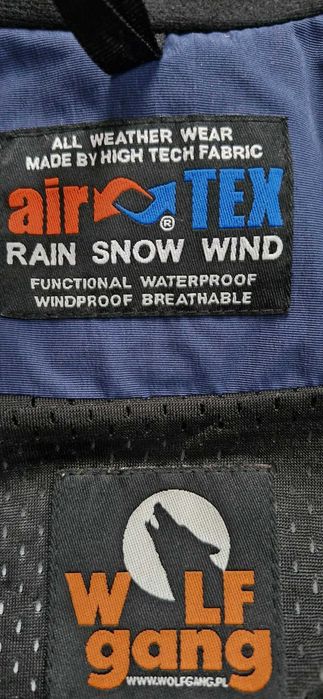 ALL WEATHER WEAR
MADE BY HIGH TECH FABRIC
air ® TEX
RAIN SNOW WIND
FUNCTIONAL WATERPROOF
WINDPROOF BREATHABLE
WOLF
gang
WWW.WOLFGANG.PL